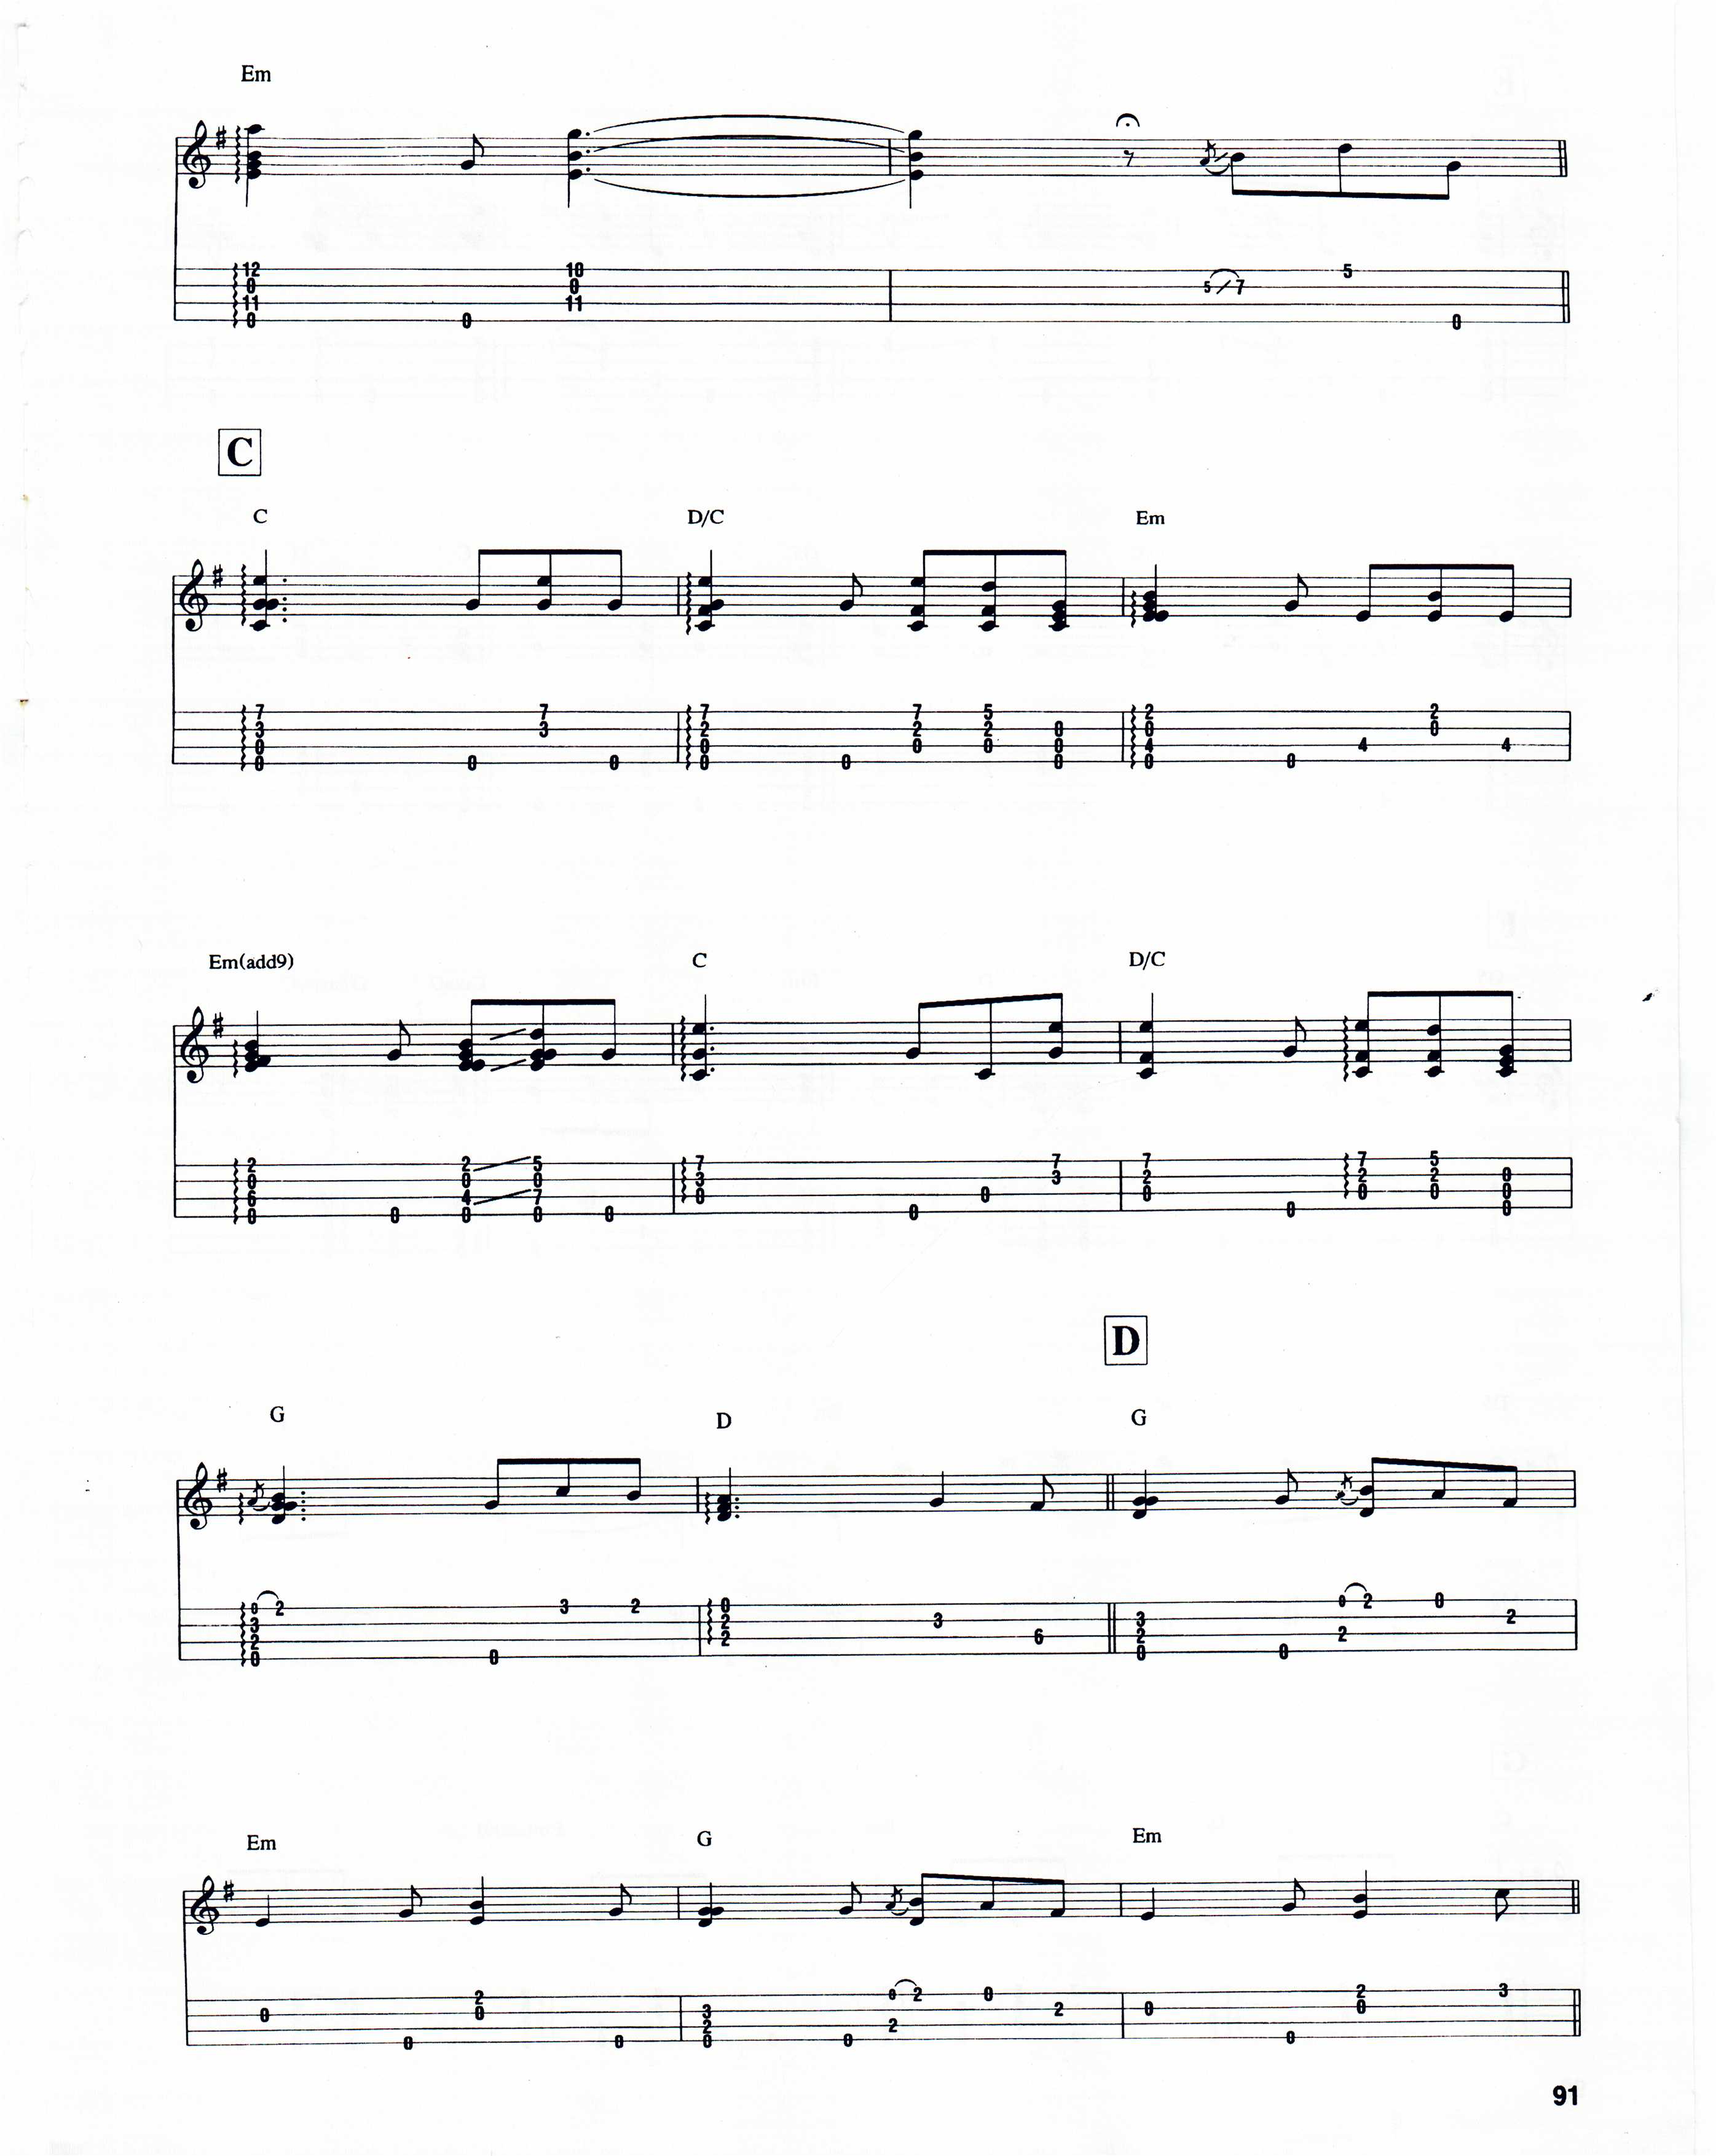 Em
12 10
0 0 5 / 7 5
11 11
0 0 0
C
C D/C Em
7 7 7 7 5 2 2
3 3 2 2 2 0 0 0
0 0 0 0 0 4 4 4
0 0 0 0 0 0 0 0
Em(add9) C D/C
2 2 5 7 7 7 7 5
0 0 0 3 3 2 2 2 0
6 4 7 0 0 0 0 0 0
0 0 0 0 0 0 0 0
D
G D G
0 2 3 2 0 0 2 0
3 2 3 3 2
2 2 6 2 2
0 0 0 0
Em G Em
2 0 2 0 2 3
0 0 3 2 0 0
2 2
0 0 0 0 0
91